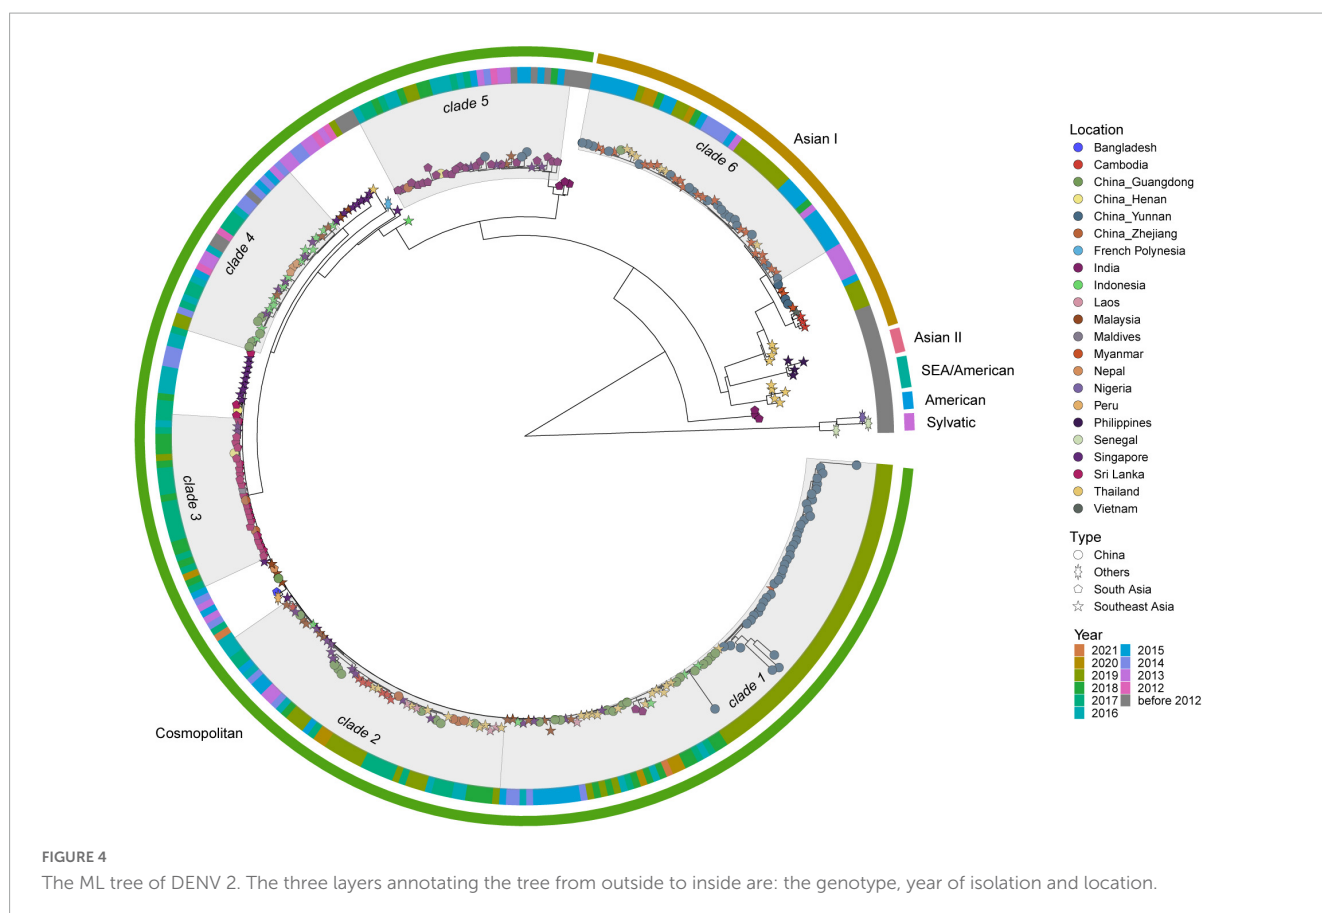 clade 5
clade 6
Asian I
clade 4
Asian II
SEA/American
American
Sylvatic
clade 3
clade 1
clade 2
Cosmopolitan
Location
Bangladesh
Cambodia
China_Guangdong
China_Henan
China_Yunnan
China_Zhejiang
French Polynesia
India
Indonesia
Laos
Malaysia
Maldives
Myanmar
Nepal
Nigeria
Peru
Philippines
Senegal
Singapore
Sri Lanka
Thailand
Vietnam
Type
China
Others
South Asia
Southeast Asia
Year
2021 2015
2020 2014
2019 2013
2018 2012
2017 before 2012
2016
FIGURE 4
The ML tree of DENV 2. The three layers annotating the tree from outside to inside are: the genotype, year of isolation and location.